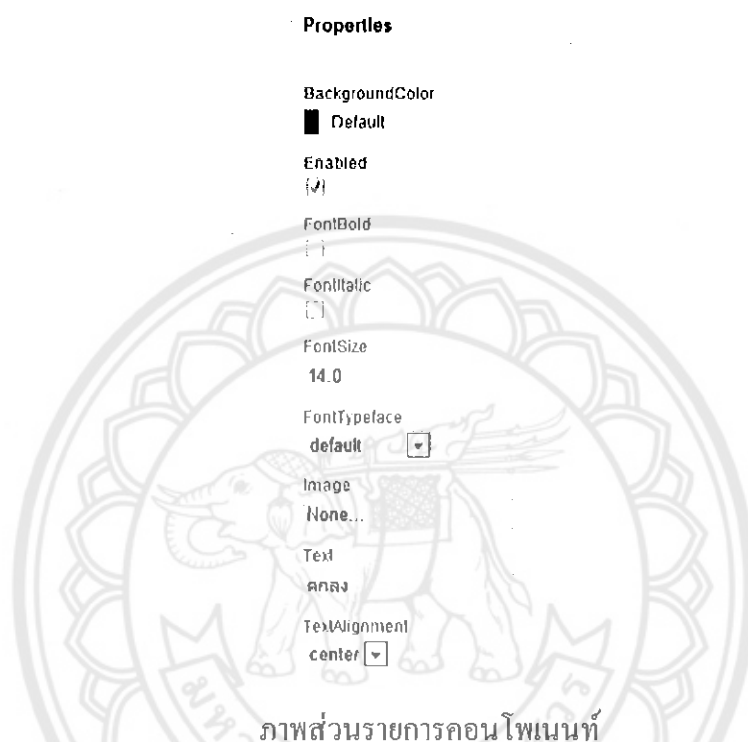 Properties
BackgroundColor
Default
Enabled
FontBold
FontItalic
FontSize
14.0
FontTypeface
default
Image
None...
Text
ตกลง
TextAlignment
center
ภาพส่วนรายการคอนโพเนนท์